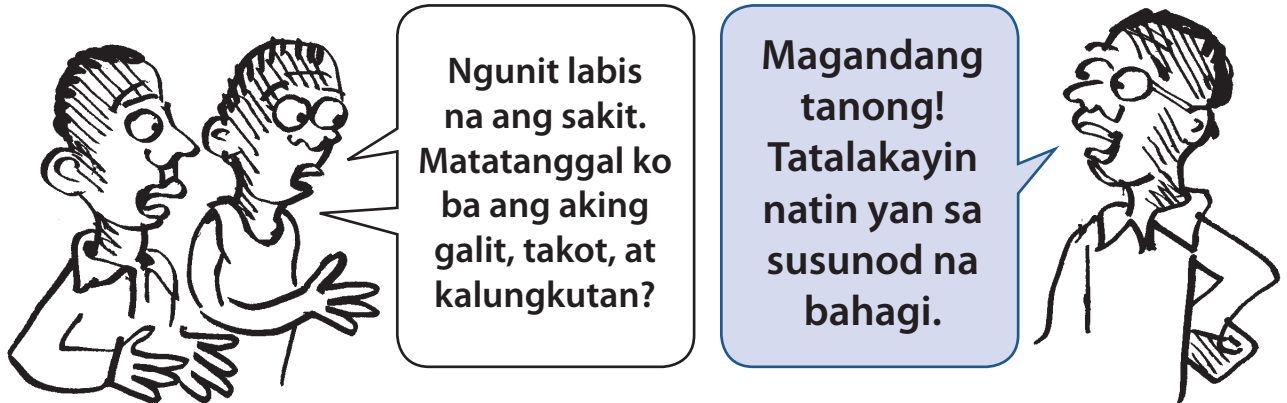 Ngunit labis
na ang sakit.
Matatanggal ko
ba ang aking
galit, takot, at
kalungkutan?
Magandang
tanong!
Tatalakayin
natin yan sa
susunod na
bahagi.